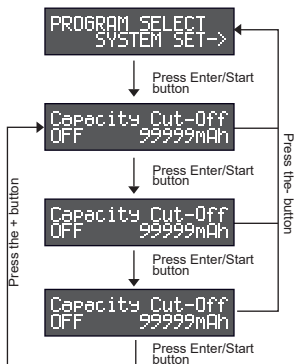 PROGRAM SELECT
SYSTEM SET->
Press Enter/Start
button
Capacity Cut-Off
OFF 99999mAh
Press Enter/Start
button
Capacity Cut-Off
OFF 99999mAh
Press Enter/Start
button
Capacity Cut-Off
OFF 99999mAh
Press Enter/Start
button
Press the + button
Press the- button